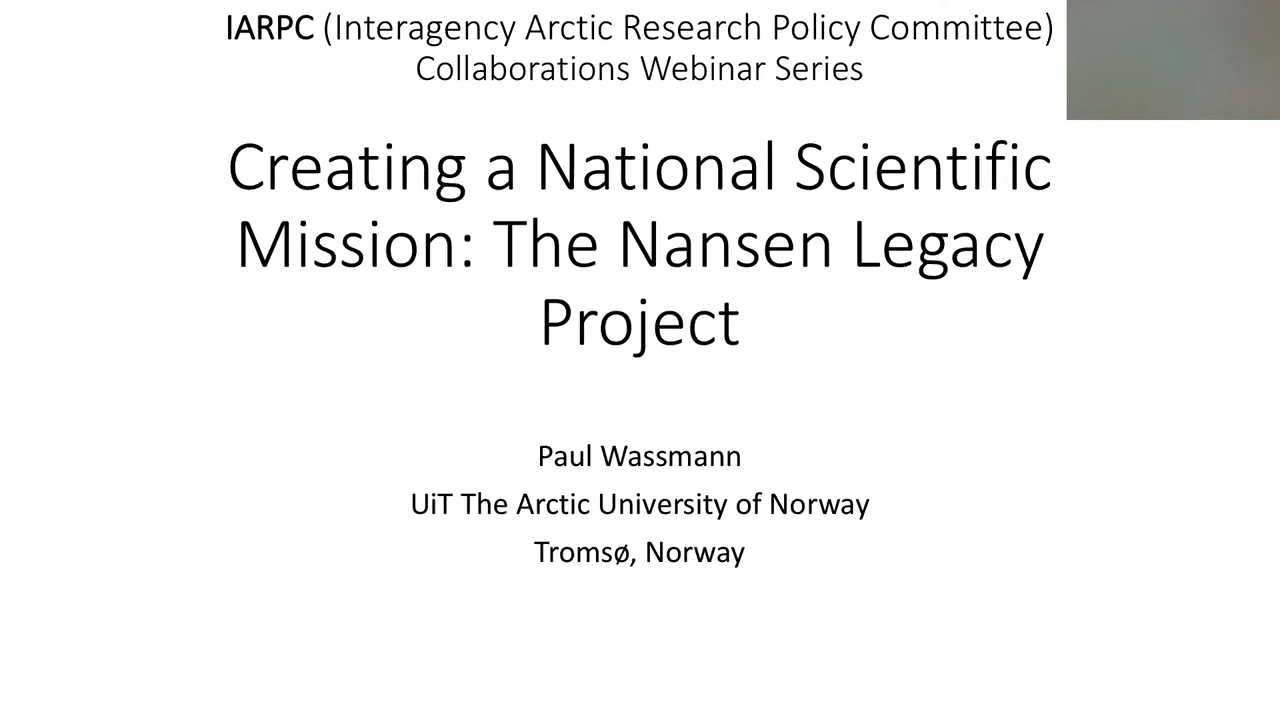 IARPC (Interagency Arctic Research Policy Committee)
Collaborations Webinar Series
Creating a National Scientific
Mission: The Nansen Legacy
Project
Paul Wassmann
UiT The Arctic University of Norway
Tromsø, Norway